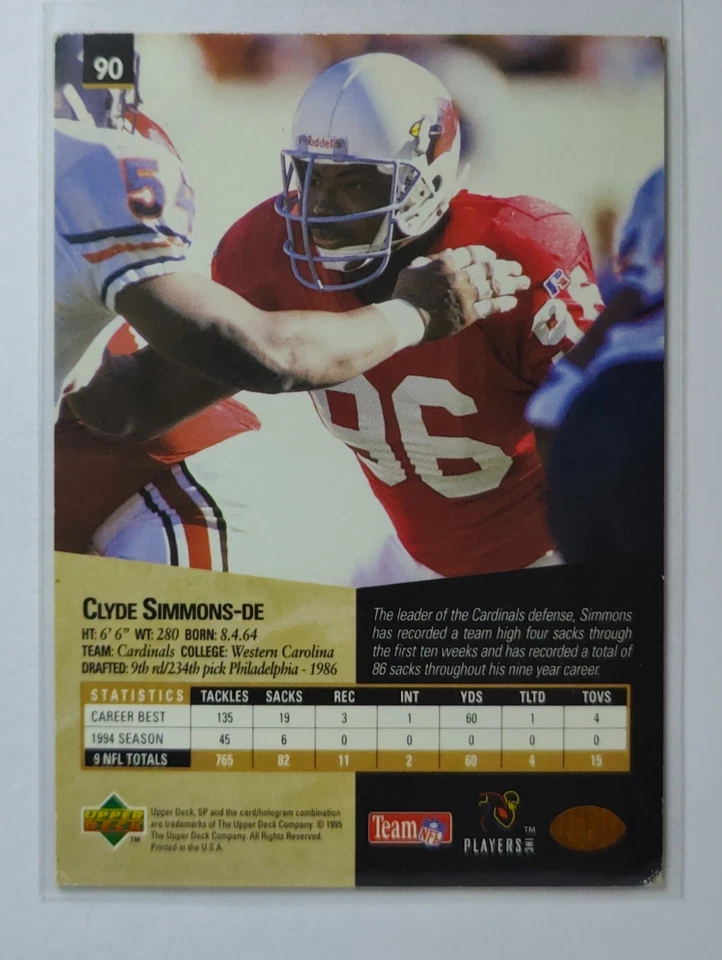 90
54
Riddell
96
96
CLYDE SIMMONS-DE
HT: 6' 6" WT: 280 BORN: 8.4.64
TEAM: Cardinals COLLEGE: Western Carolina
DRAFTED: 9th rd/234th pick Philadelphia - 1986
The leader of the Cardinals defense, Simmons
has recorded a team high four sacks through
the first ten weeks and has recorded a total of
86 sacks throughout his nine year career.
STATISTICS TACKLES SACKS REC INT YDS TLTD TOVS
CAREER BEST 135 19 3 1 60 1 4
1994 SEASON 45 6 0 0 0 0 0
9 NFL TOTALS 765 82 11 2 60 4 15
UPPER DECK TM
Upper Deck, SP and the card/hologram combination
are trademarks of The Upper Deck Company. © 1995
The Upper Deck Company. All Rights Reserved.
Printed in the U.S.A.
Team NFL
PLAYERS INC TM